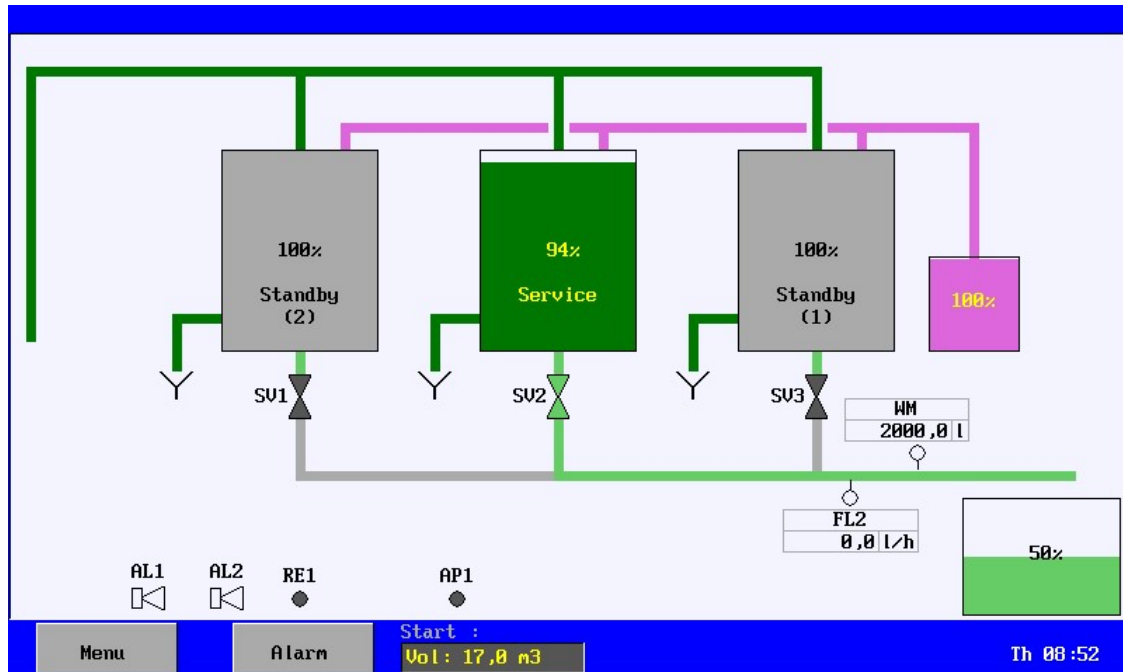 100%
Standby
(2)
94%
Service
100%
Standby
(1)
100%
SV1
SV2
SV3
WM
2000,0 l
FL2
0,0 l/h
50%
AL1
AL2
RE1
AP1
Menu
Alarm
Start :
Vol: 17,0 m3
Th 08:52